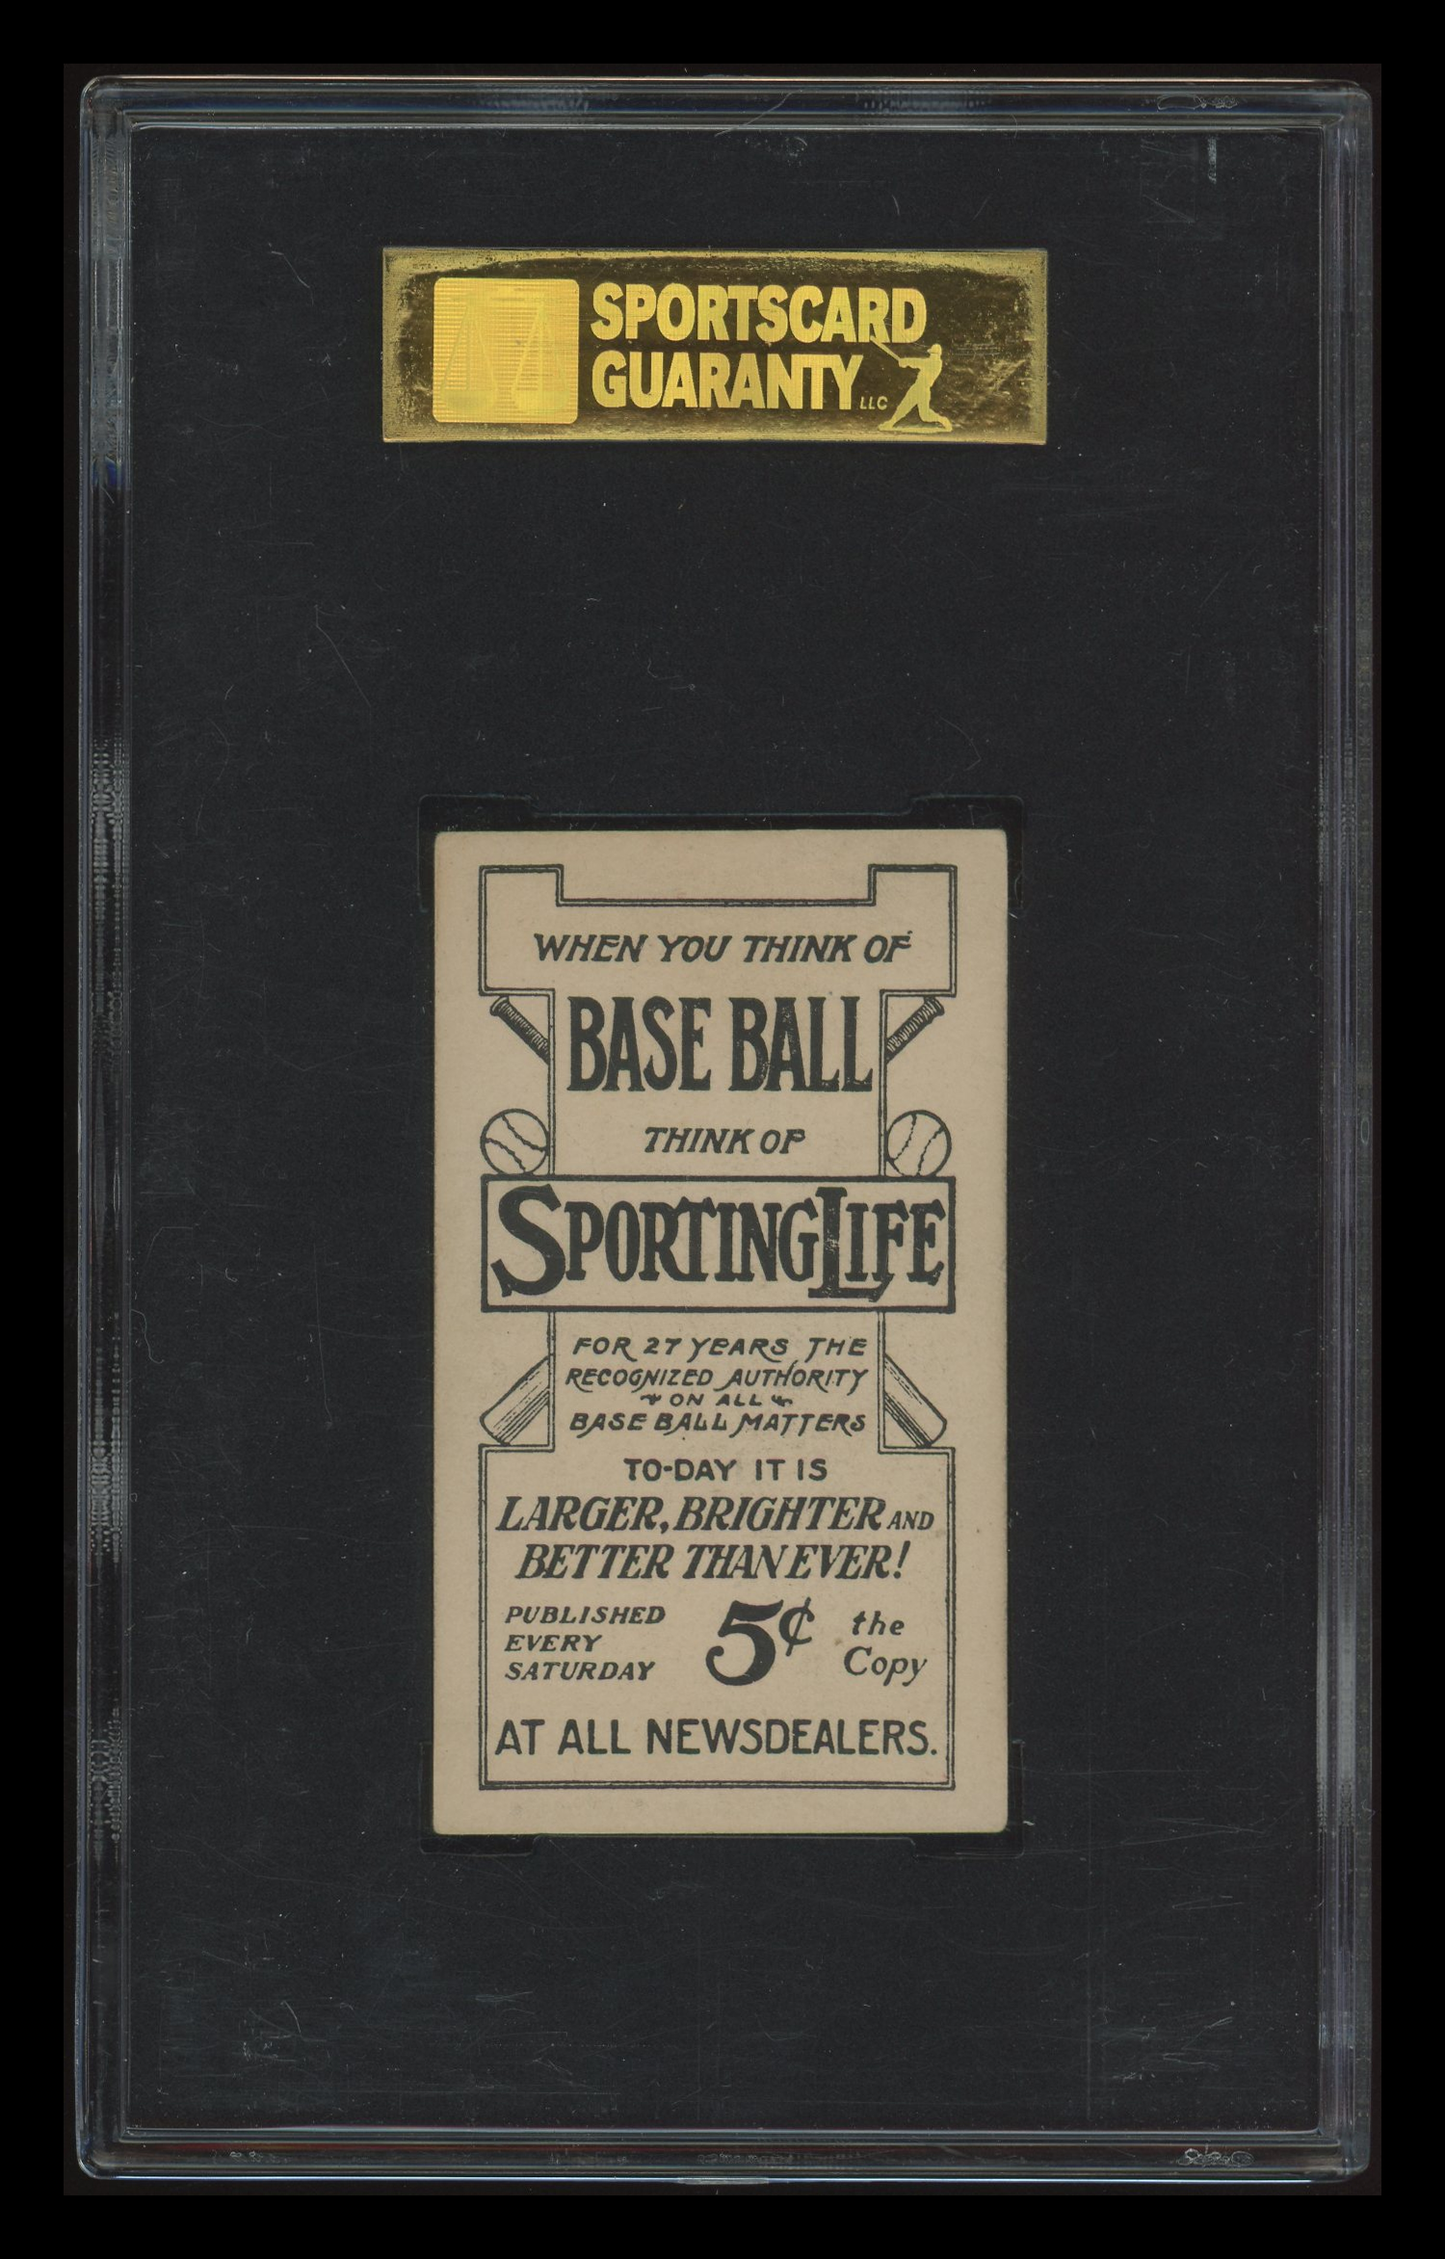 SPORTSCARD
GUARANTY LLC
WHEN YOU THINK OF
BASE BALL
THINK OF
SPORTING LIFE
FOR 27 YEARS THE
RECOGNIZED AUTHORITY
ON ALL
BASE BALL MATTERS
TO-DAY IT IS
LARGER, BRIGHTER AND
BETTER THAN EVER!
PUBLISHED
EVERY
SATURDAY
5¢
the
Copy
AT ALL NEWSDEALERS.